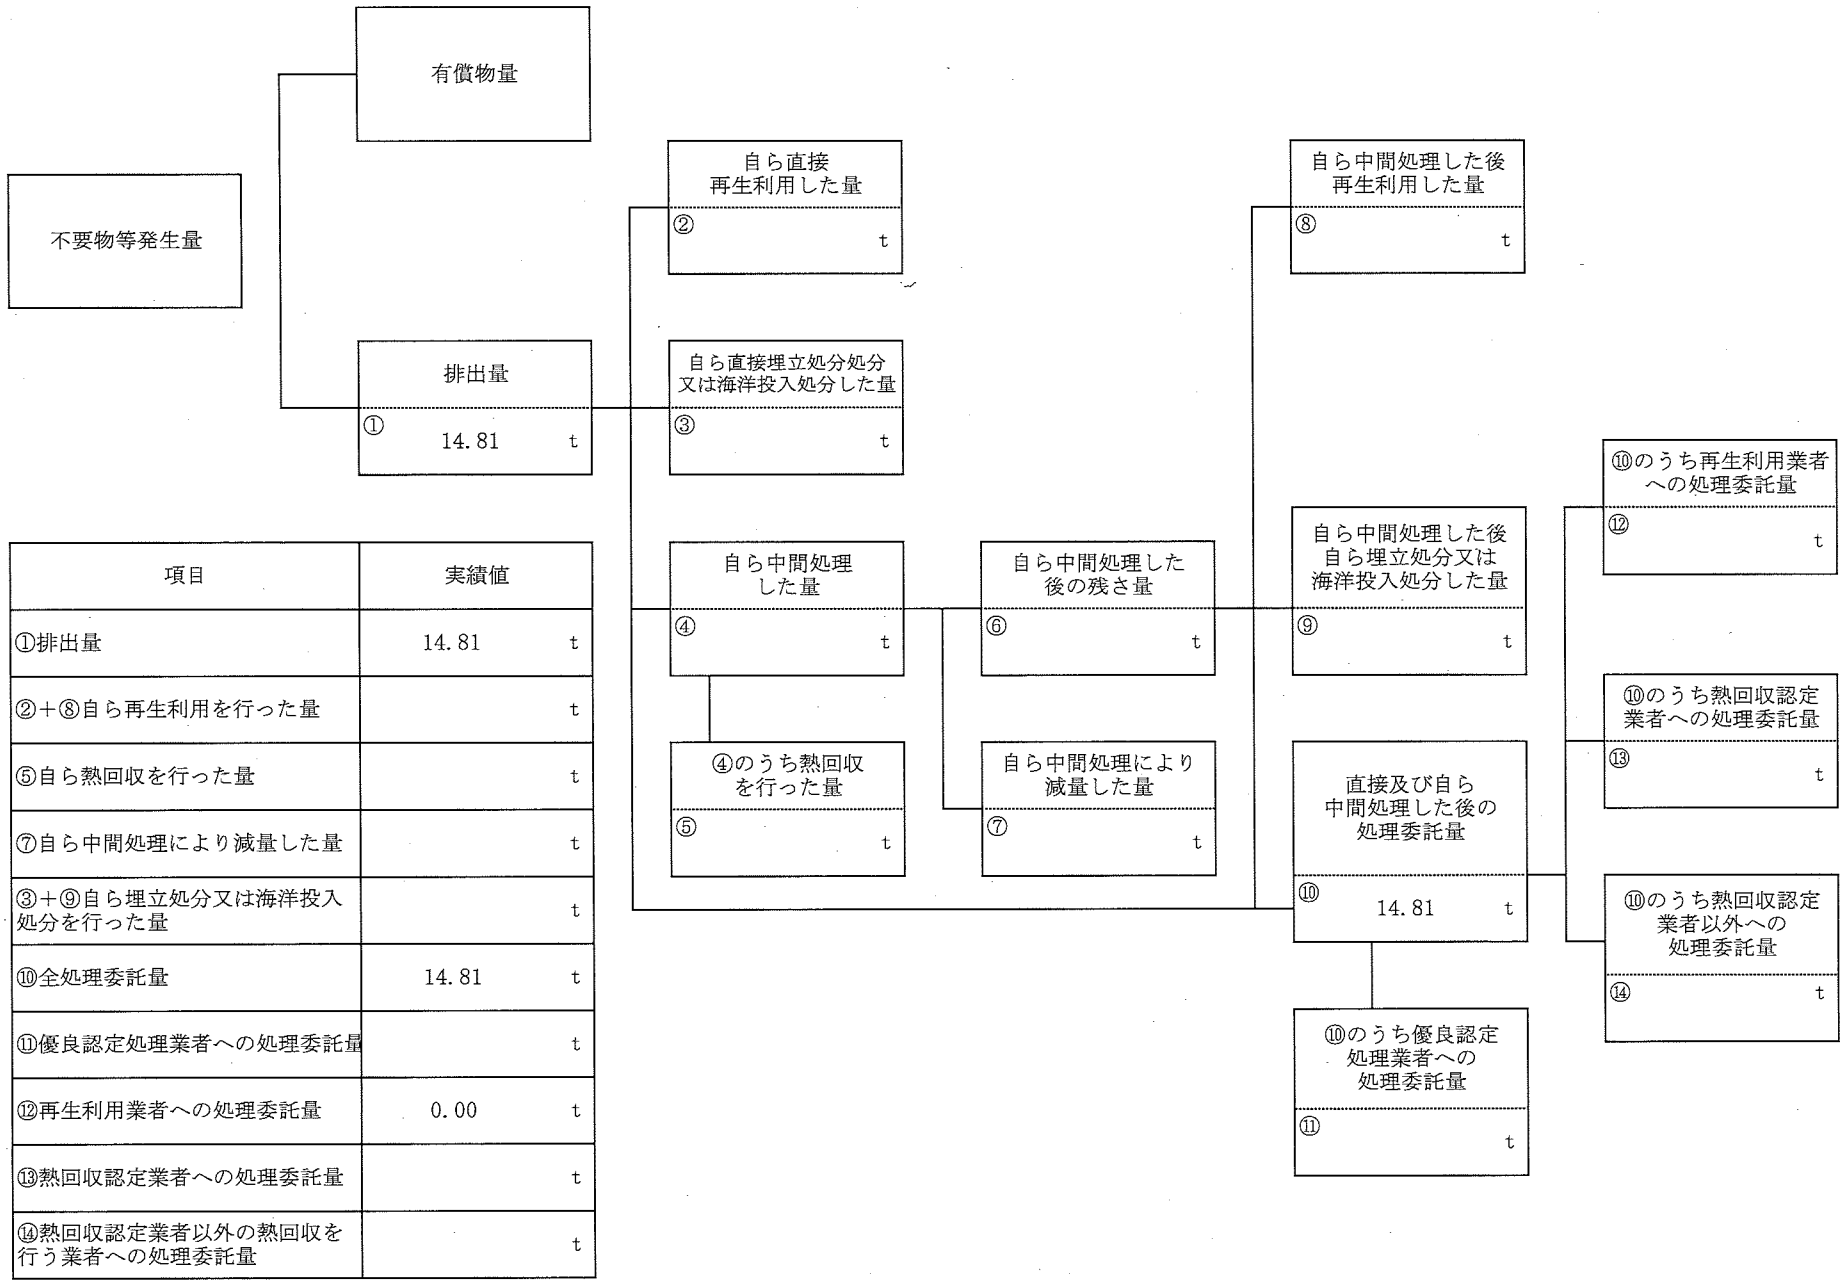 有償物量
不要物等発生量
排出量
①
14.81 t
自ら直接
再生利用した量
②
t
自ら直接埋立処分処分
又は海洋投入処分した量
③
t
自ら中間処理
した量
④
t
④のうち熱回収
を行った量
⑤
t
自ら中間処理した
後の残さ量
⑥
t
自ら中間処理により
減量した量
⑦
t
自ら中間処理した後
再生利用した量
⑧
t
自ら中間処理した後
自ら埋立処分又は
海洋投入処分した量
⑨
t
直接及び自ら
中間処理した後の
処理委託量
⑩
14.81 t
⑩のうち優良認定
処理業者への
処理委託量
⑪
t
⑩のうち再生利用業者
への処理委託量
⑫
t
⑩のうち熱回収認定
業者への処理委託量
⑬
t
⑩のうち熱回収認定
業者以外への
処理委託量
⑭
t
項目 実績値
①排出量 14.81 t
②+⑧自ら再生利用を行った量 t
⑤自ら熱回収を行った量 t
⑦自ら中間処理により減量した量 t
③+⑨自ら埋立処分又は海洋投入
処分を行った量 t
⑩全処理委託量 14.81 t
⑪優良認定処理業者への処理委託量 t
⑫再生利用業者への処理委託量 0.00 t
⑬熱回収認定業者への処理委託量 t
⑭熱回収認定業者以外の熱回収を
行う業者への処理委託量 t